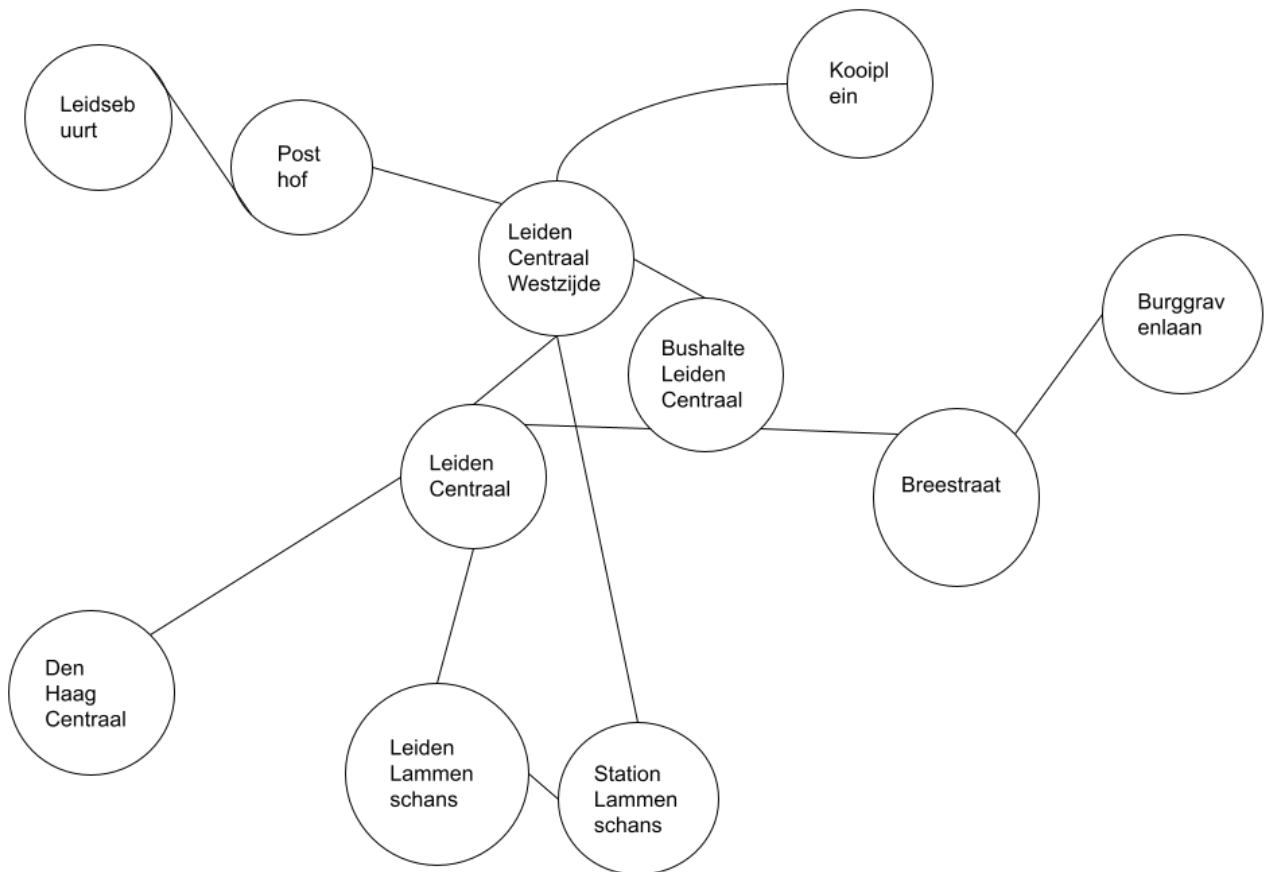 Leidseb
uurt
Post
hof
Kooipl
ein
Leiden
Centraal
Westzijde
Bushalte
Leiden
Centraal
Burggrav
enlaan
Leiden
Centraal
Breestraat
Den
Haag
Centraal
Leiden
Lammen
schans
Station
Lammen
schans